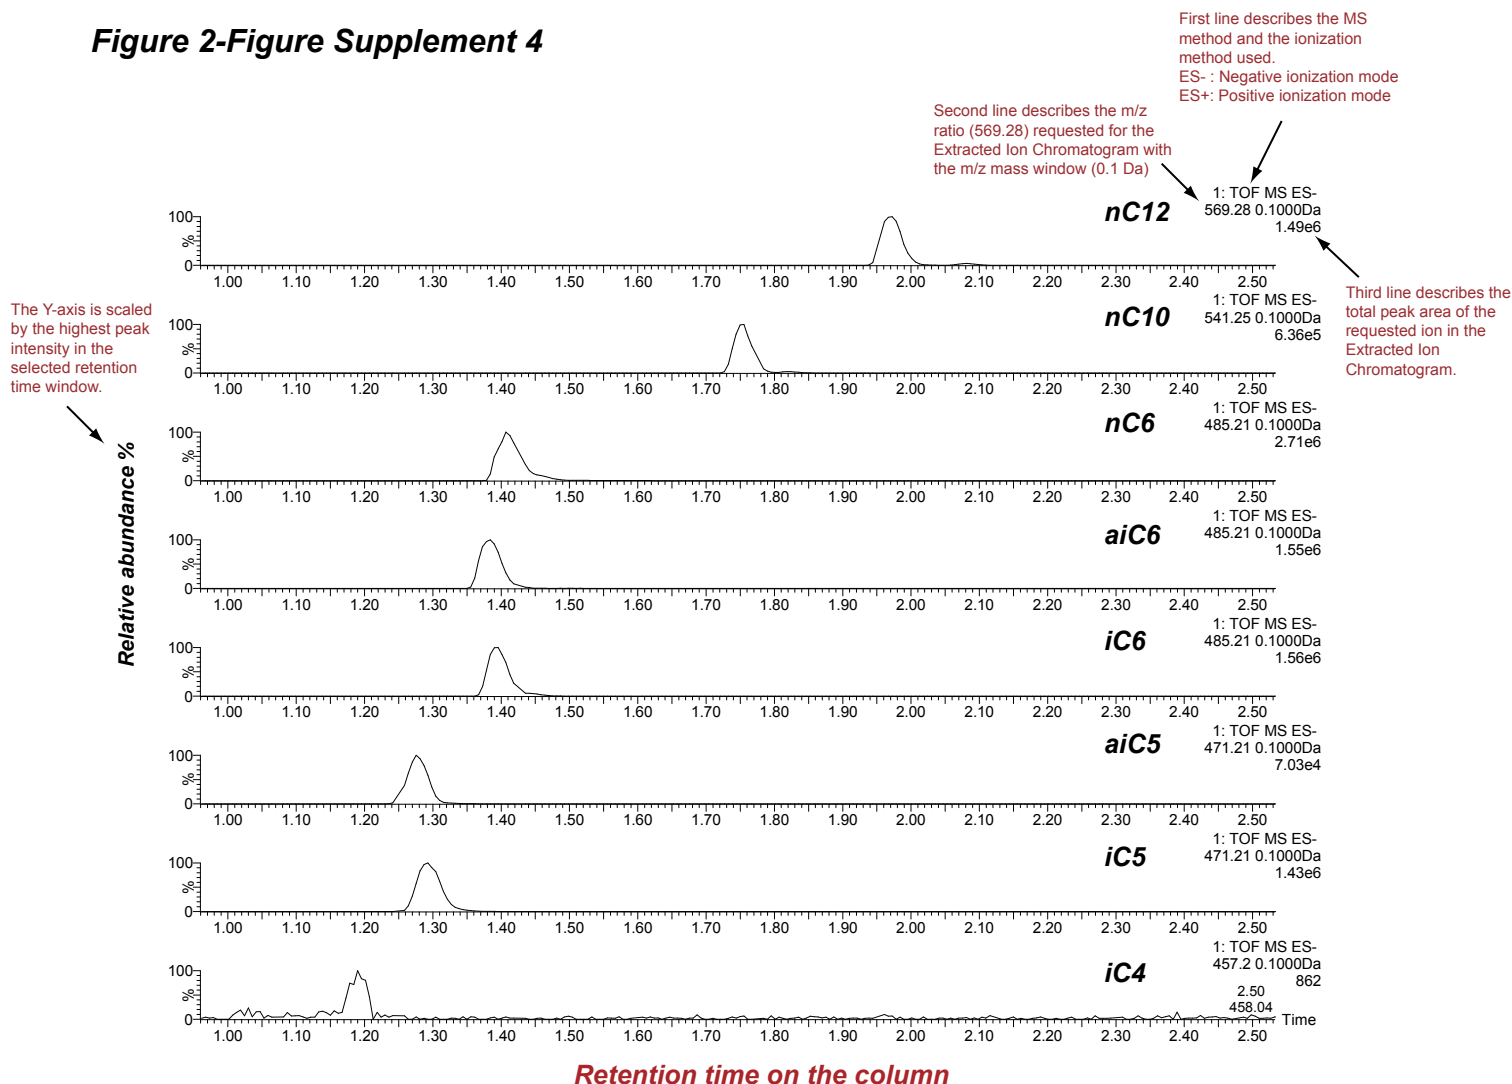 Figure 2-Figure Supplement 4
First line describes the MS
method and the ionization
method used.
ES- : Negative ionization mode
ES+: Positive ionization mode
Second line describes the m/z
ratio (569.28) requested for the
Extracted Ion Chromatogram with
the m/z mass window (0.1 Da)
Third line describes the
total peak area of the
requested ion in the
Extracted Ion
Chromatogram.
The Y-axis is scaled
by the highest peak
intensity in the
selected retention
time window.
Relative abundance %
nC12
1: TOF MS ES-
569.28 0.1000Da
1.49e6
100
%
0
1.00 1.10 1.20 1.30 1.40 1.50 1.60 1.70 1.80 1.90 2.00 2.10 2.20 2.30 2.40 2.50
nC10
1: TOF MS ES-
541.25 0.1000Da
6.36e5
100
%
0
1.00 1.10 1.20 1.30 1.40 1.50 1.60 1.70 1.80 1.90 2.00 2.10 2.20 2.30 2.40 2.50
nC6
1: TOF MS ES-
485.21 0.1000Da
2.71e6
100
%
0
1.00 1.10 1.20 1.30 1.40 1.50 1.60 1.70 1.80 1.90 2.00 2.10 2.20 2.30 2.40 2.50
aiC6
1: TOF MS ES-
485.21 0.1000Da
1.55e6
100
%
0
1.00 1.10 1.20 1.30 1.40 1.50 1.60 1.70 1.80 1.90 2.00 2.10 2.20 2.30 2.40 2.50
iC6
1: TOF MS ES-
485.21 0.1000Da
1.56e6
100
%
0
1.00 1.10 1.20 1.30 1.40 1.50 1.60 1.70 1.80 1.90 2.00 2.10 2.20 2.30 2.40 2.50
aiC5
1: TOF MS ES-
471.21 0.1000Da
7.03e4
100
%
0
1.00 1.10 1.20 1.30 1.40 1.50 1.60 1.70 1.80 1.90 2.00 2.10 2.20 2.30 2.40 2.50
iC5
1: TOF MS ES-
471.21 0.1000Da
1.43e6
100
%
0
1.00 1.10 1.20 1.30 1.40 1.50 1.60 1.70 1.80 1.90 2.00 2.10 2.20 2.30 2.40 2.50
iC4
1: TOF MS ES-
457.2 0.1000Da
862
2.50
458.04
100
%
0
Time
1.00 1.10 1.20 1.30 1.40 1.50 1.60 1.70 1.80 1.90 2.00 2.10 2.20 2.30 2.40 2.50
Retention time on the column